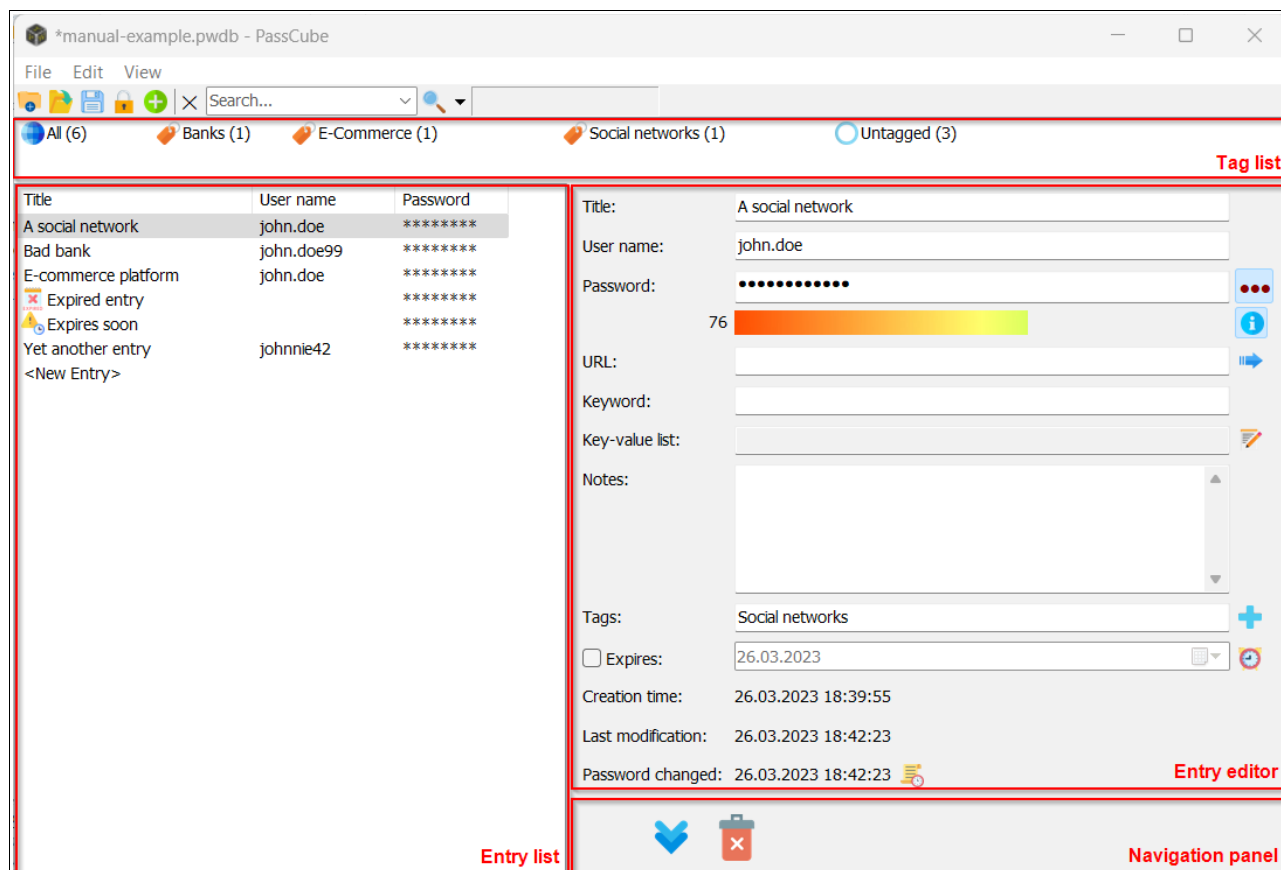 *manual-example.pwdb - PassCube
File Edit View
Search...
All (6) Banks (1) E-Commerce (1) Social networks (1) Untagged (3)
Tag list
Title User name Password
A social network john.doe ********
Bad bank john.doe99 ********
E-commerce platform john.doe ********
Expired entry ********
Expires soon ********
Yet another entry johnnie42 ********
<New Entry>
Entry list
Title: A social network
User name: john.doe
Password: ●●●●●●●●●●●●
76
URL:
Keyword:
Key-value list:
Notes:
Tags: Social networks
Expires: 26.03.2023
Creation time: 26.03.2023 18:39:55
Last modification: 26.03.2023 18:42:23
Password changed: 26.03.2023 18:42:23
Entry editor
Navigation panel